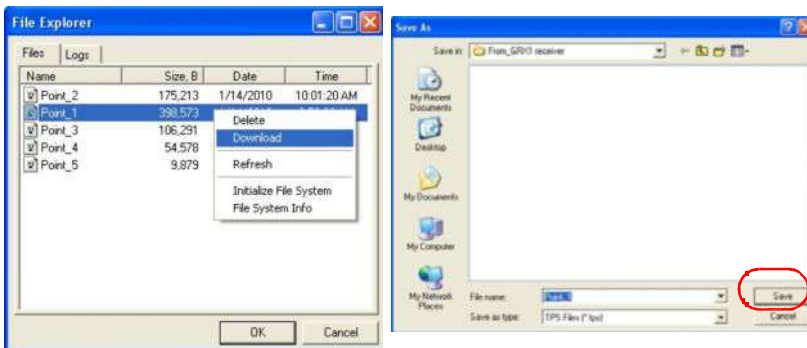 File Explorer
Files Logs
Name Size, B Date Time
Point_2 175,213 1/14/2010 10:01:20 AM
Point_1 398,573
Point_3 106,291
Point_4 54,578
Point_5 9,879
Delete
Download
Refresh
Initialize File System
File System Info
OK Cancel
Save As
Save in: From_GRX1 receiver
My Recent
Documents
Desktop
My Documents
My Computer
My Network
Places
File name: Point_1
Save
Save as type: TPS Files (*.tps)
Cancel